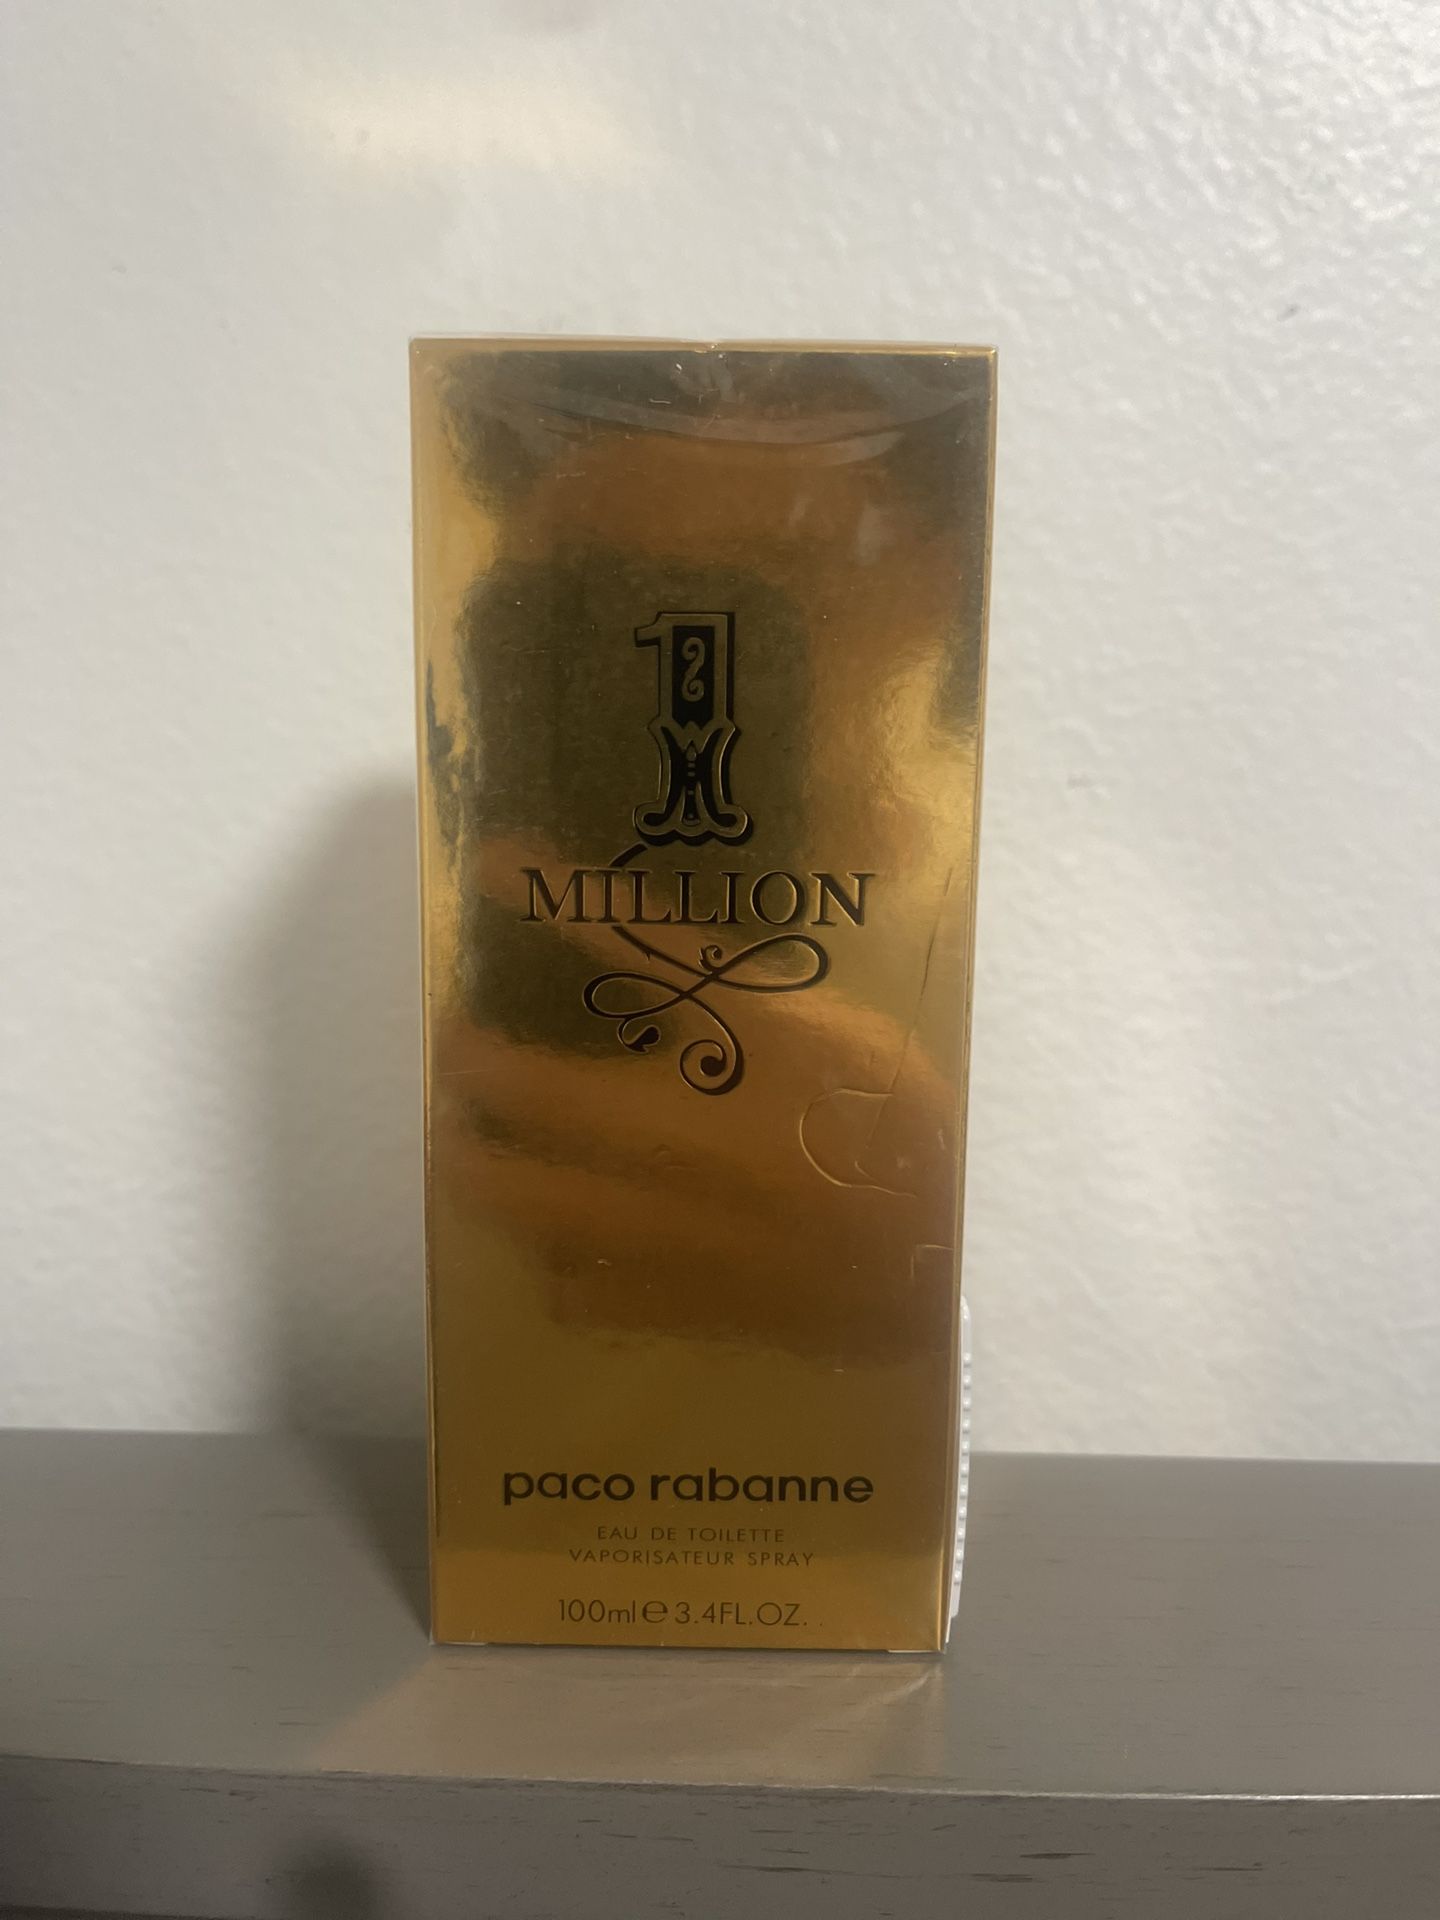 1
MILLION
paco rabanne
EAU DE TOILETTE
VAPORISATEUR SPRAY
100ml℮3.4FL.OZ.